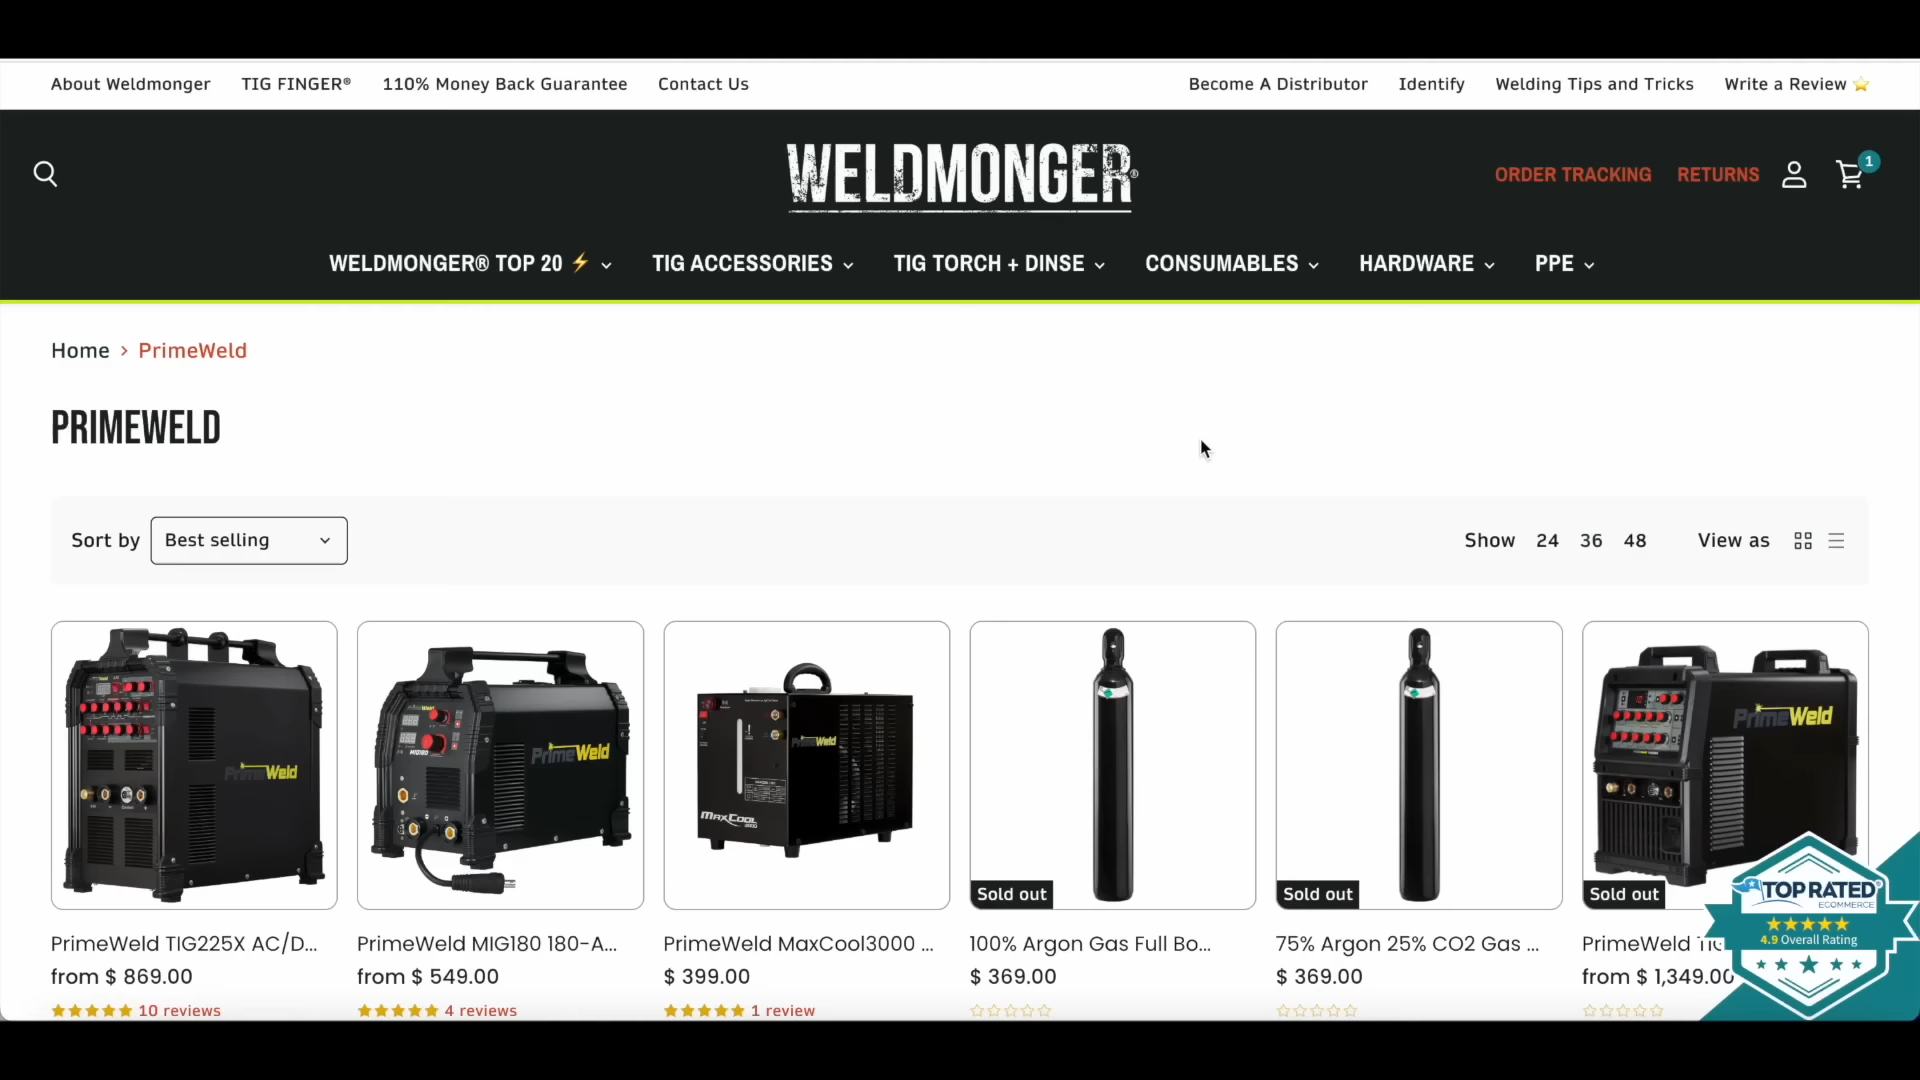 About Weldmonger TIG FINGER® 110% Money Back Guarantee Contact Us Become A Distributor Identify Welding Tips and Tricks Write a Review ⭐
WELDMONGER®
ORDER TRACKING RETURNS 1
WELDMONGER® TOP 20 ⚡ TIG ACCESSORIES TIG TORCH + DINSE CONSUMABLES HARDWARE PPE
Home > PrimeWeld
PRIMEWELD
Sort by Best selling Show 24 36 48 View as
PrimeWeld
PrimeWeld
MIG180
PrimeWeld
MAXCOOL
PrimeWeld
Sold out
Sold out
Sold out
PrimeWeld TIG225X AC/D...
from $ 869.00
10 reviews
PrimeWeld MIG180 180-A...
from $ 549.00
4 reviews
PrimeWeld MaxCool3000 ...
$ 399.00
1 review
100% Argon Gas Full Bo...
$ 369.00
75% Argon 25% CO2 Gas ...
$ 369.00
PrimeWeld TIG
from $ 1,349.00
TOP RATED
ECOMMERCE
4.9 Overall Rating